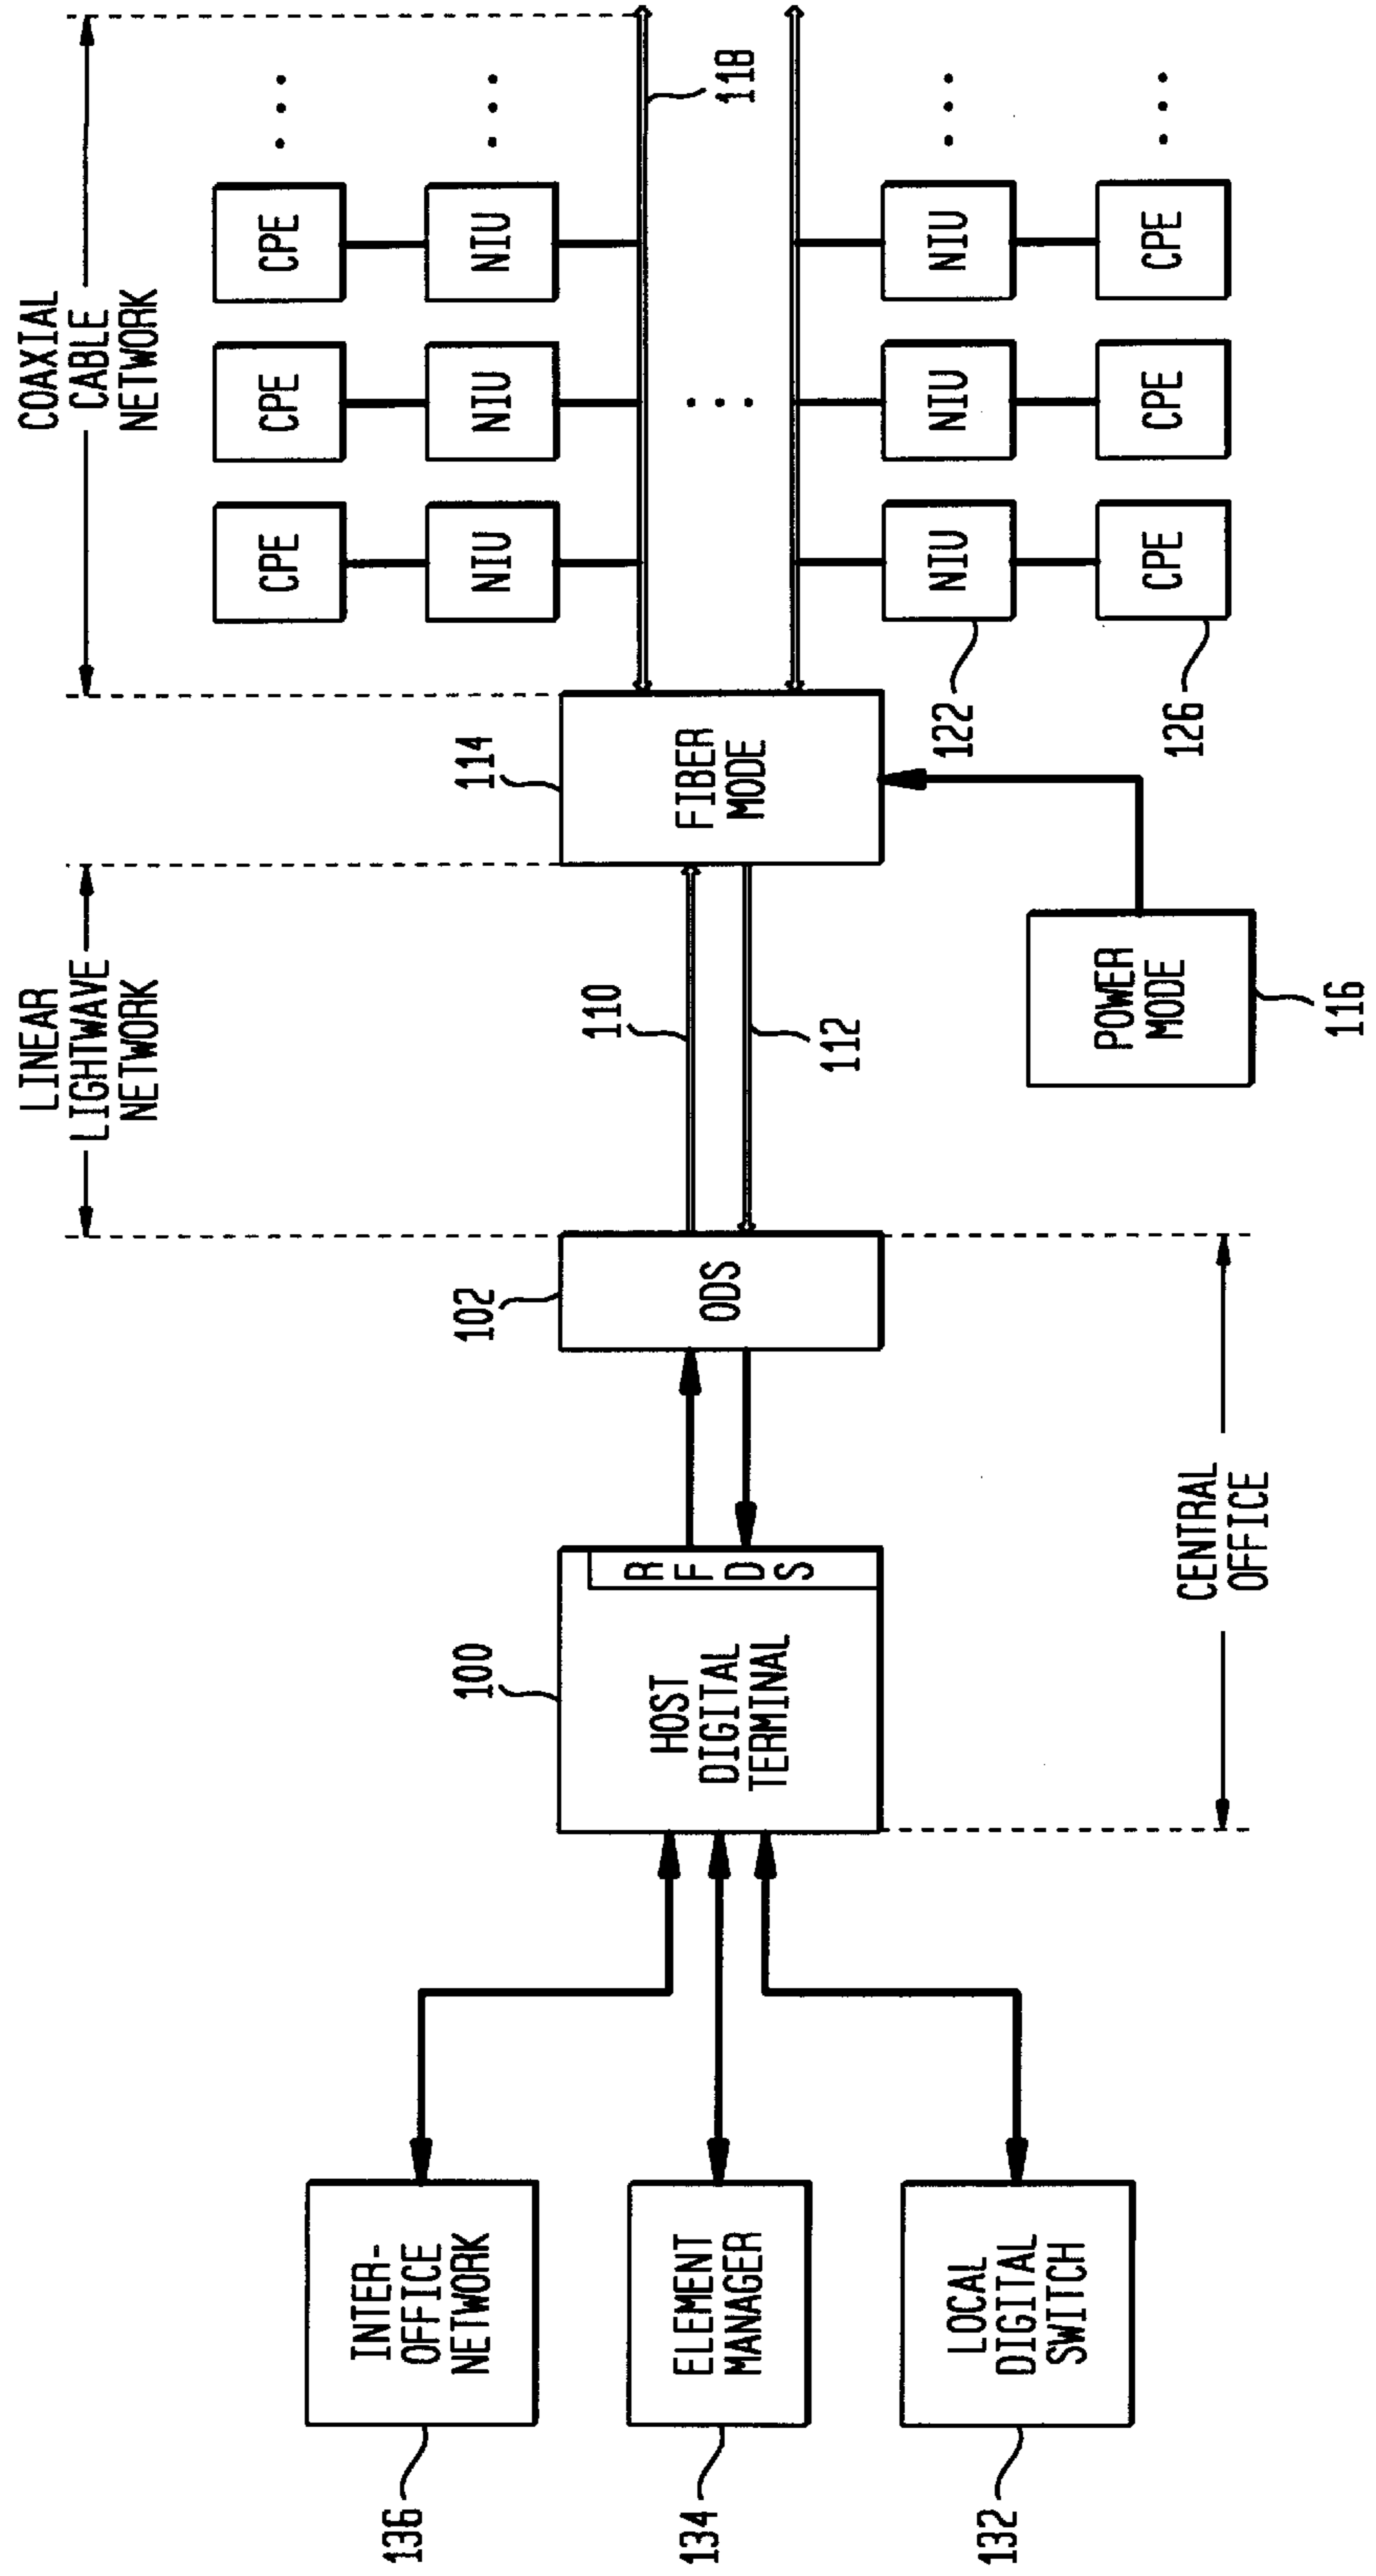 COAXIAL
CABLE
NETWORK
LINEAR
LIGHTWAVE
NETWORK
CPE
CPE
CPE
NIU
NIU
NIU
118
136
INTER-
OFFICE
NETWORK
134
ELEMENT
MANAGER
132
LOCAL
DIGITAL
SWITCH
100
HOST
DIGITAL
TERMINAL
R
F
D
S
102
ODS
110
112
114
FIBER
MODE
NIU
NIU
NIU
122
CPE
CPE
CPE
126
POWER
MODE
116
CENTRAL
OFFICE